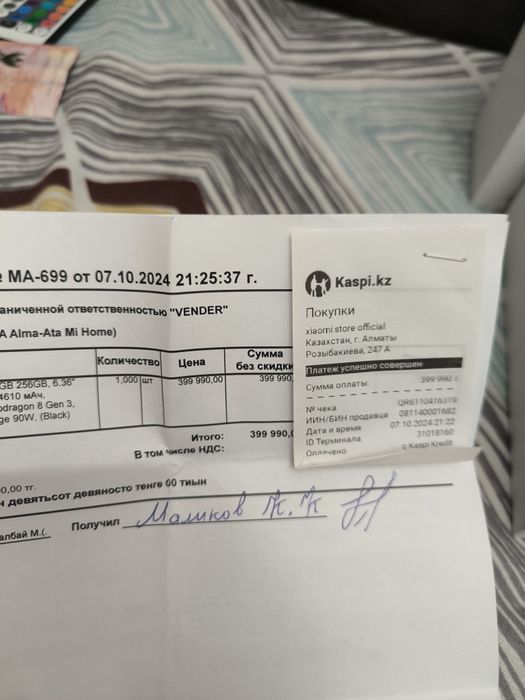 МА-699 от 07.10.2024 21:25:37 г.
аниченной ответственностью "VENDER"
A Alma-Ata Mi Home)
Количество Цена Сумма без скидки
GB 256GB, 6.36" 1,000 шт 399 990,00 399 990,
4610 мАч,
dragon 8 Gen 3,
ge 90W, (Black)
Итого: 399 990,
В том числе НДС:
0,00 тг.
девятьсот девяносто тенге 00 тиын
албай М.(. Получил Машков К. К
Kaspi.kz
Покупки
xiaomi store official
Казахстан, г. Алматы
Розыбакиева, 247 А
Платеж успешно совершен
Сумма оплаты: 399 990
№ чека QR8110416319
ИИН/БИН продавца 081140001682
Дата и время 07.10.2024 21:22
ID Терминала 31018160
Оплачено с Kaspi Kredit